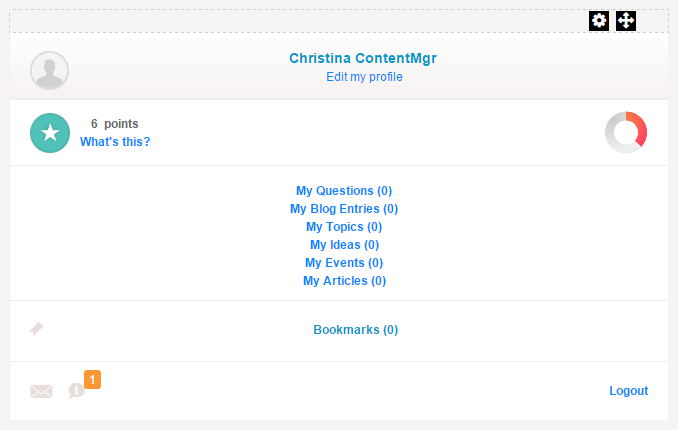 Christina ContentMgr
Edit my profile
6 points
What's this?
My Questions (0)
My Blog Entries (0)
My Topics (0)
My Ideas (0)
My Events (0)
My Articles (0)
Bookmarks (0)
1
Logout